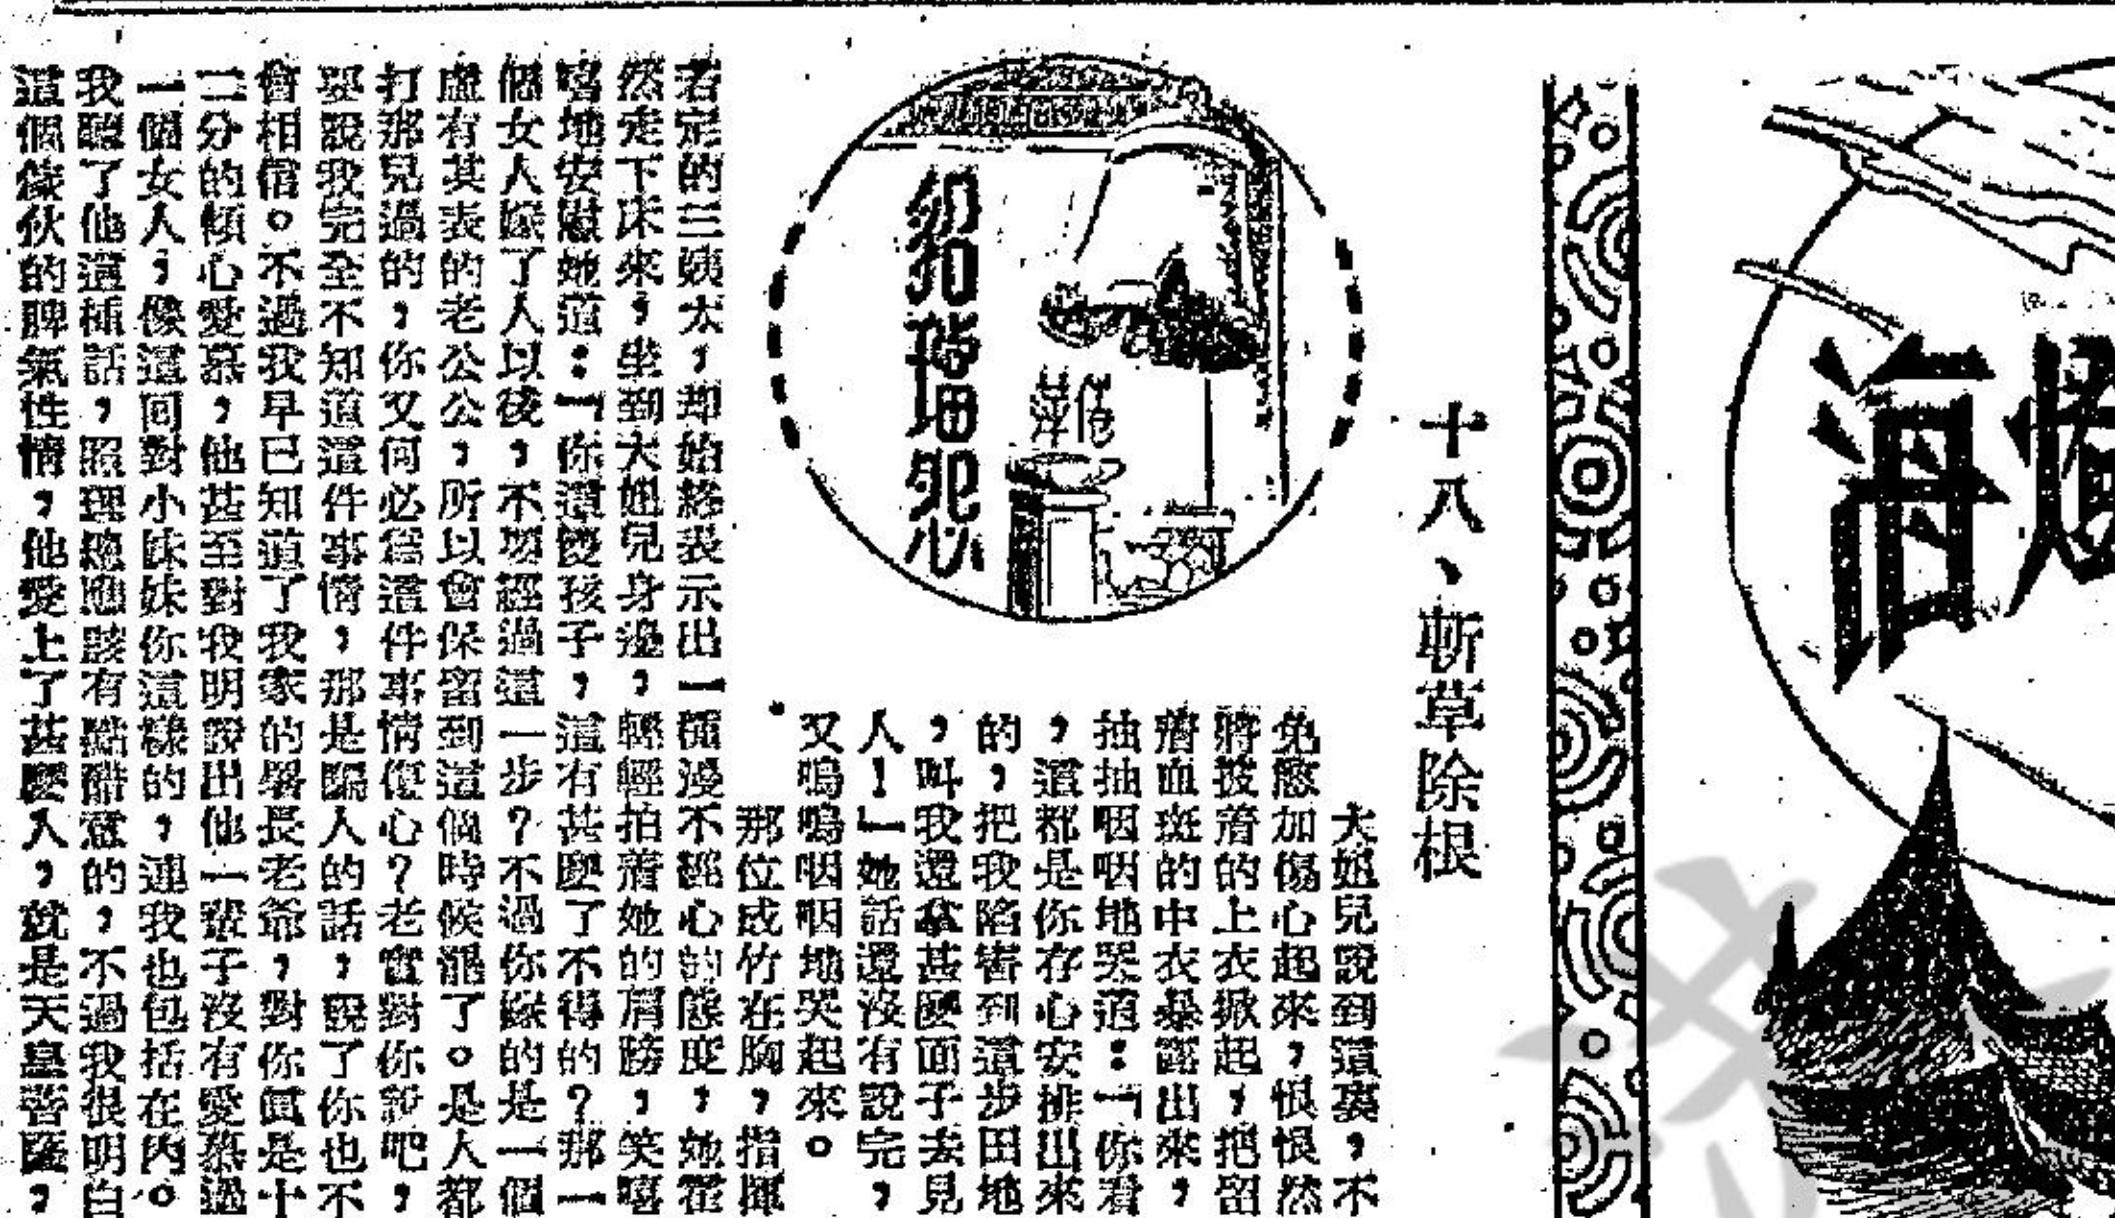 海
十八、斬草除根
大姐兒說到這裏，不
免愈加傷心起來，恨恨然
將披着的上衣掀起，把留
着血斑的中衣暴露出來，
抽抽咽咽地哭道：「你看
，這都是你存心安排出來
的，把我陷害到這步田地
，叫我還拿甚麼面子去見
人！」她話還沒有說完，
又嗚嗚咽咽地哭起來。
那位成竹在胸，指揮
若定的三姨太，却始終表示出一種漫不經心的態度，她霍
然走下床來，坐到大姐兒身邊，輕輕拍着她的肩膀，笑嘻
嘻地安慰她道：「你這傻孩子，這有甚麼了不得的？那一
個女人嫁了人以後，不要經過這一步？不過你嫁的是一個
虛有其表的老公公，所以會保留到這個時候罷了。是人都
打那兒過的，你又何必為這件事情傷心？老實對你說吧，
要說我完全不知道這件事情，那是騙人的話，說了你也不
會相信。不過我早已知道了我家的署長老爺，對你眞是十
二分的傾心愛慕，他甚至對我明說出他一輩子沒有愛慕過
一個女人，像這回對小妹妹你這樣的，連我也包括在內。
我聽了他這種話，照理應該有點醋意的，不過我很明白
這個傢伙的脾氣性情，他愛上了甚麼人，就是天皇菩薩，